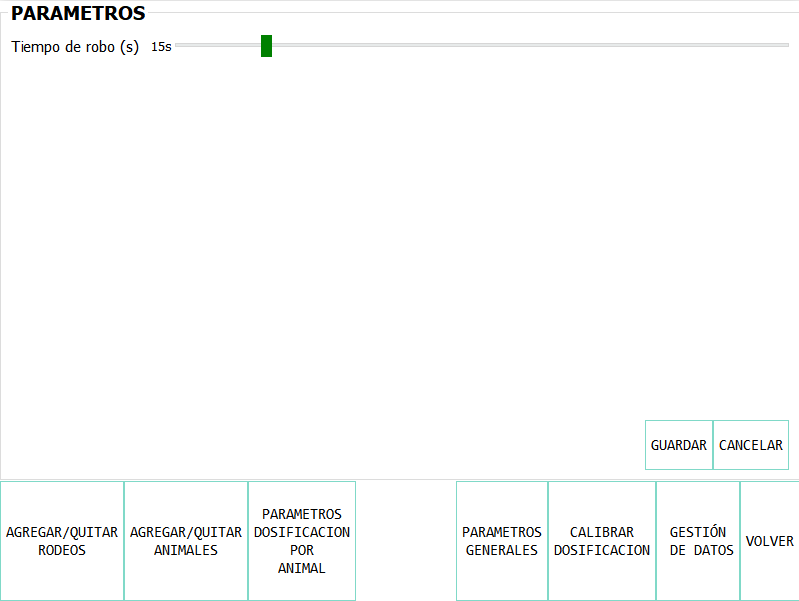 PARAMETROS
Tiempo de robo (s) 15s
GUARDAR CANCELAR
AGREGAR/QUITAR
RODEOS
AGREGAR/QUITAR
ANIMALES
PARAMETROS
DOSIFICACION
POR
ANIMAL
PARAMETROS
GENERALES
CALIBRAR
DOSIFICACION
GESTIÓN
DE DATOS
VOLVER